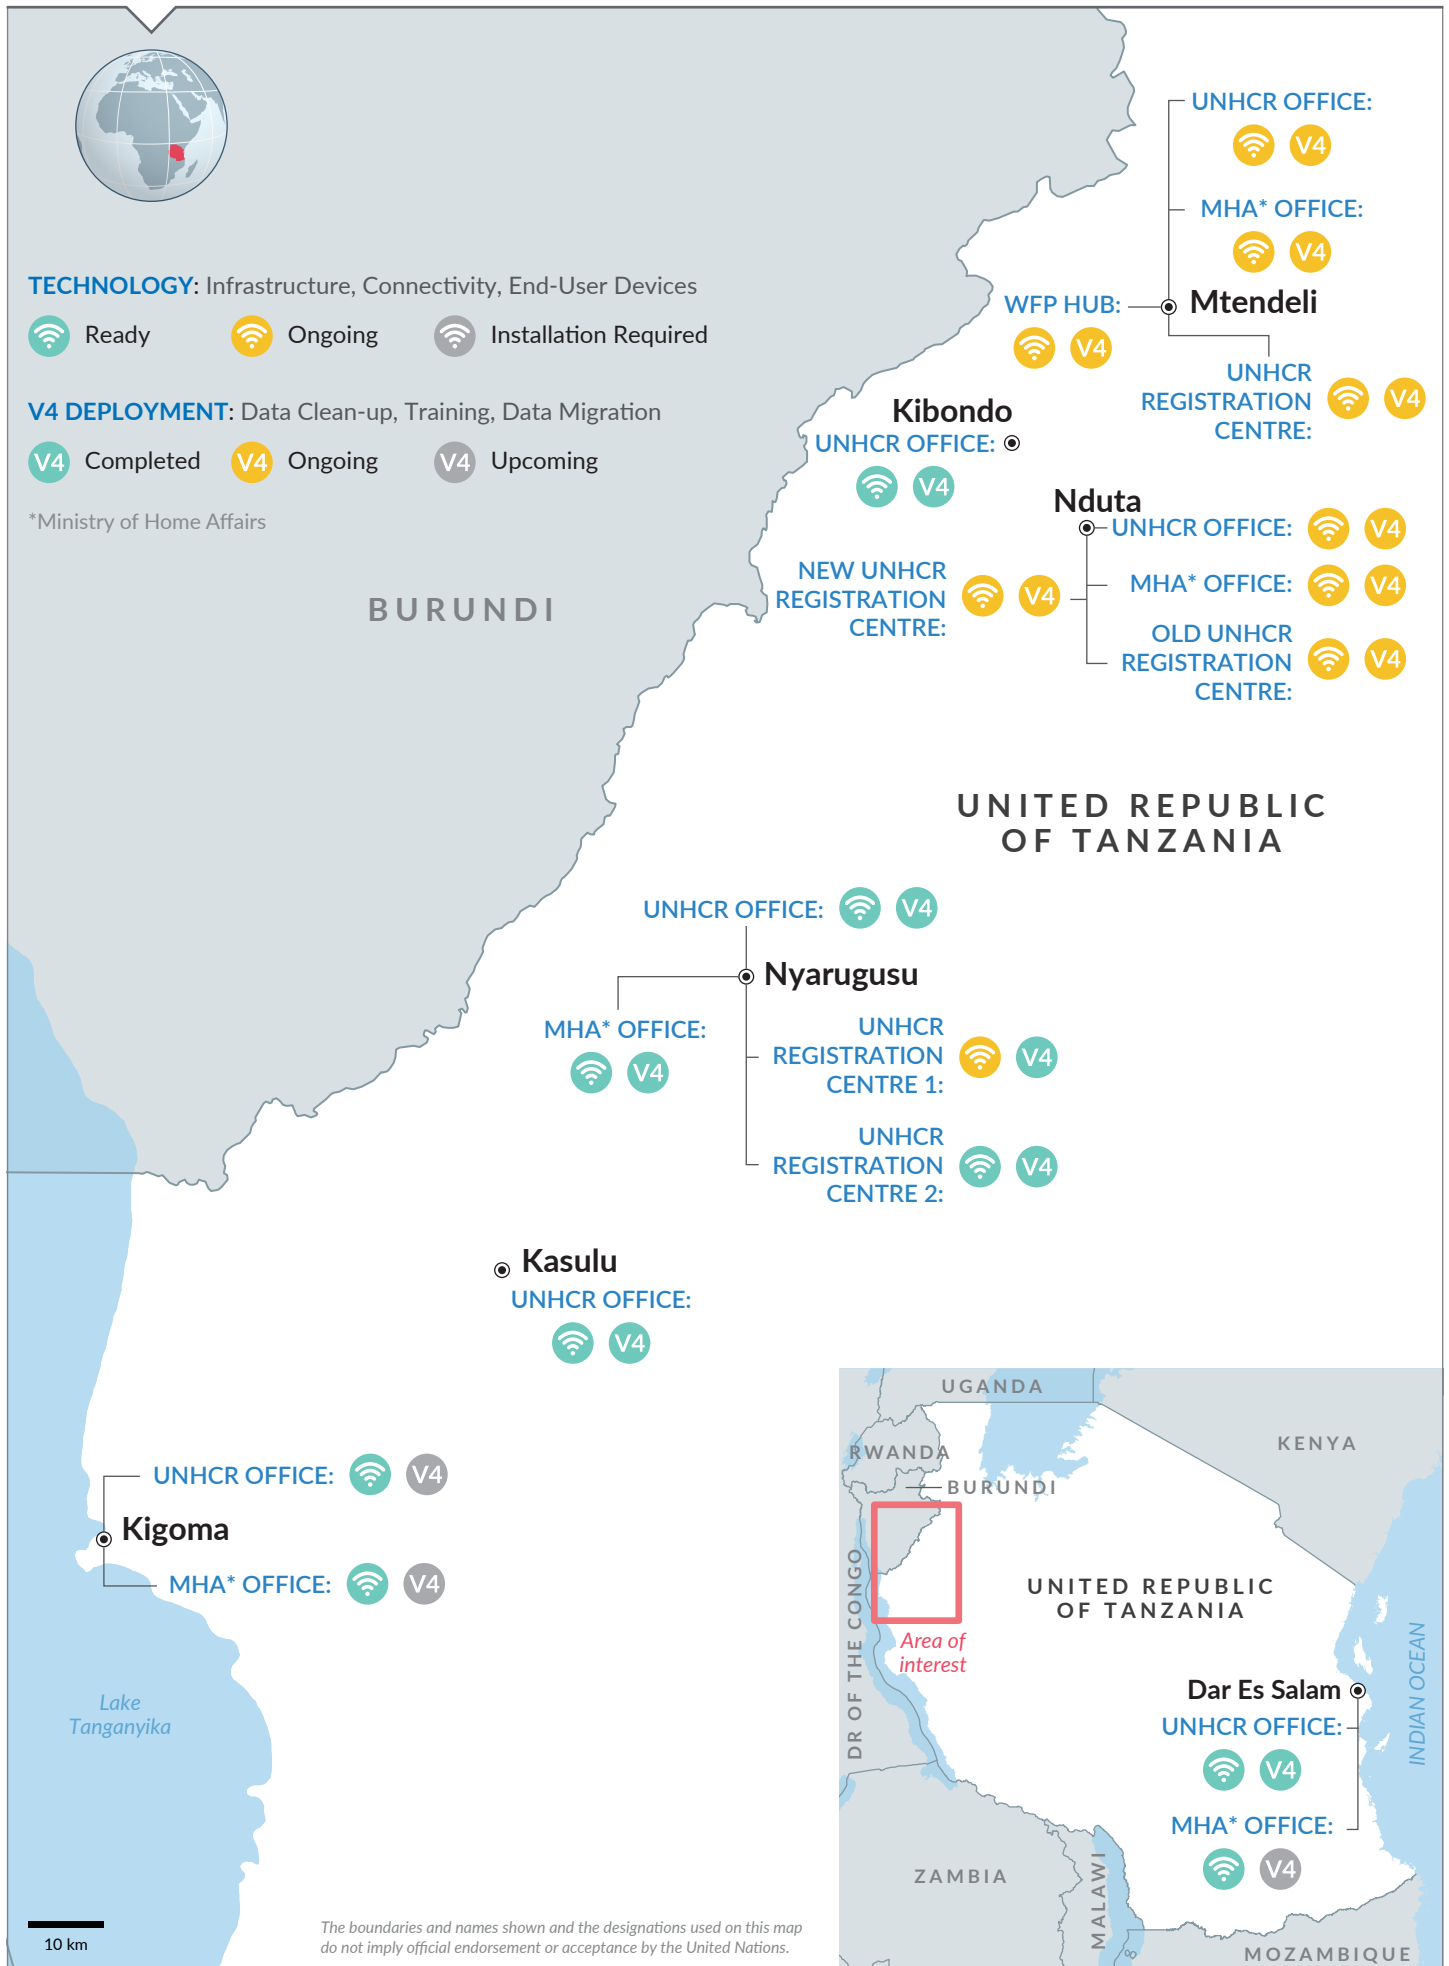 TECHNOLOGY: Infrastructure, Connectivity, End-User Devices
Ready
Ongoing
Installation Required
V4 DEPLOYMENT: Data Clean-up, Training, Data Migration
V4 Completed
V4 Ongoing
V4 Upcoming
*Ministry of Home Affairs
BURUNDI
UNHCR OFFICE:
V4
MHA* OFFICE:
V4
WFP HUB:
V4
Mtendeli
UNHCR
REGISTRATION
CENTRE:
V4
Kibondo
UNHCR OFFICE:
V4
Nduta
UNHCR OFFICE:
V4
MHA* OFFICE:
V4
NEW UNHCR
REGISTRATION
CENTRE:
V4
OLD UNHCR
REGISTRATION
CENTRE:
V4
UNITED REPUBLIC
OF TANZANIA
UNHCR OFFICE:
V4
Nyarugusu
MHA* OFFICE:
V4
UNHCR
REGISTRATION
CENTRE 1:
V4
UNHCR
REGISTRATION
CENTRE 2:
V4
Kasulu
UNHCR OFFICE:
V4
UNHCR OFFICE:
V4
Kigoma
MHA* OFFICE:
V4
Lake
Tanganyika
10 km
The boundaries and names shown and the designations used on this map
do not imply official endorsement or acceptance by the United Nations.
UGANDA
KENYA
RWANDA
BURUNDI
DR OF THE CONGO
UNITED REPUBLIC
OF TANZANIA
Area of
interest
Dar Es Salam
UNHCR OFFICE:
V4
MHA* OFFICE:
V4
INDIAN OCEAN
ZAMBIA
MALAWI
MOZAMBIQUE